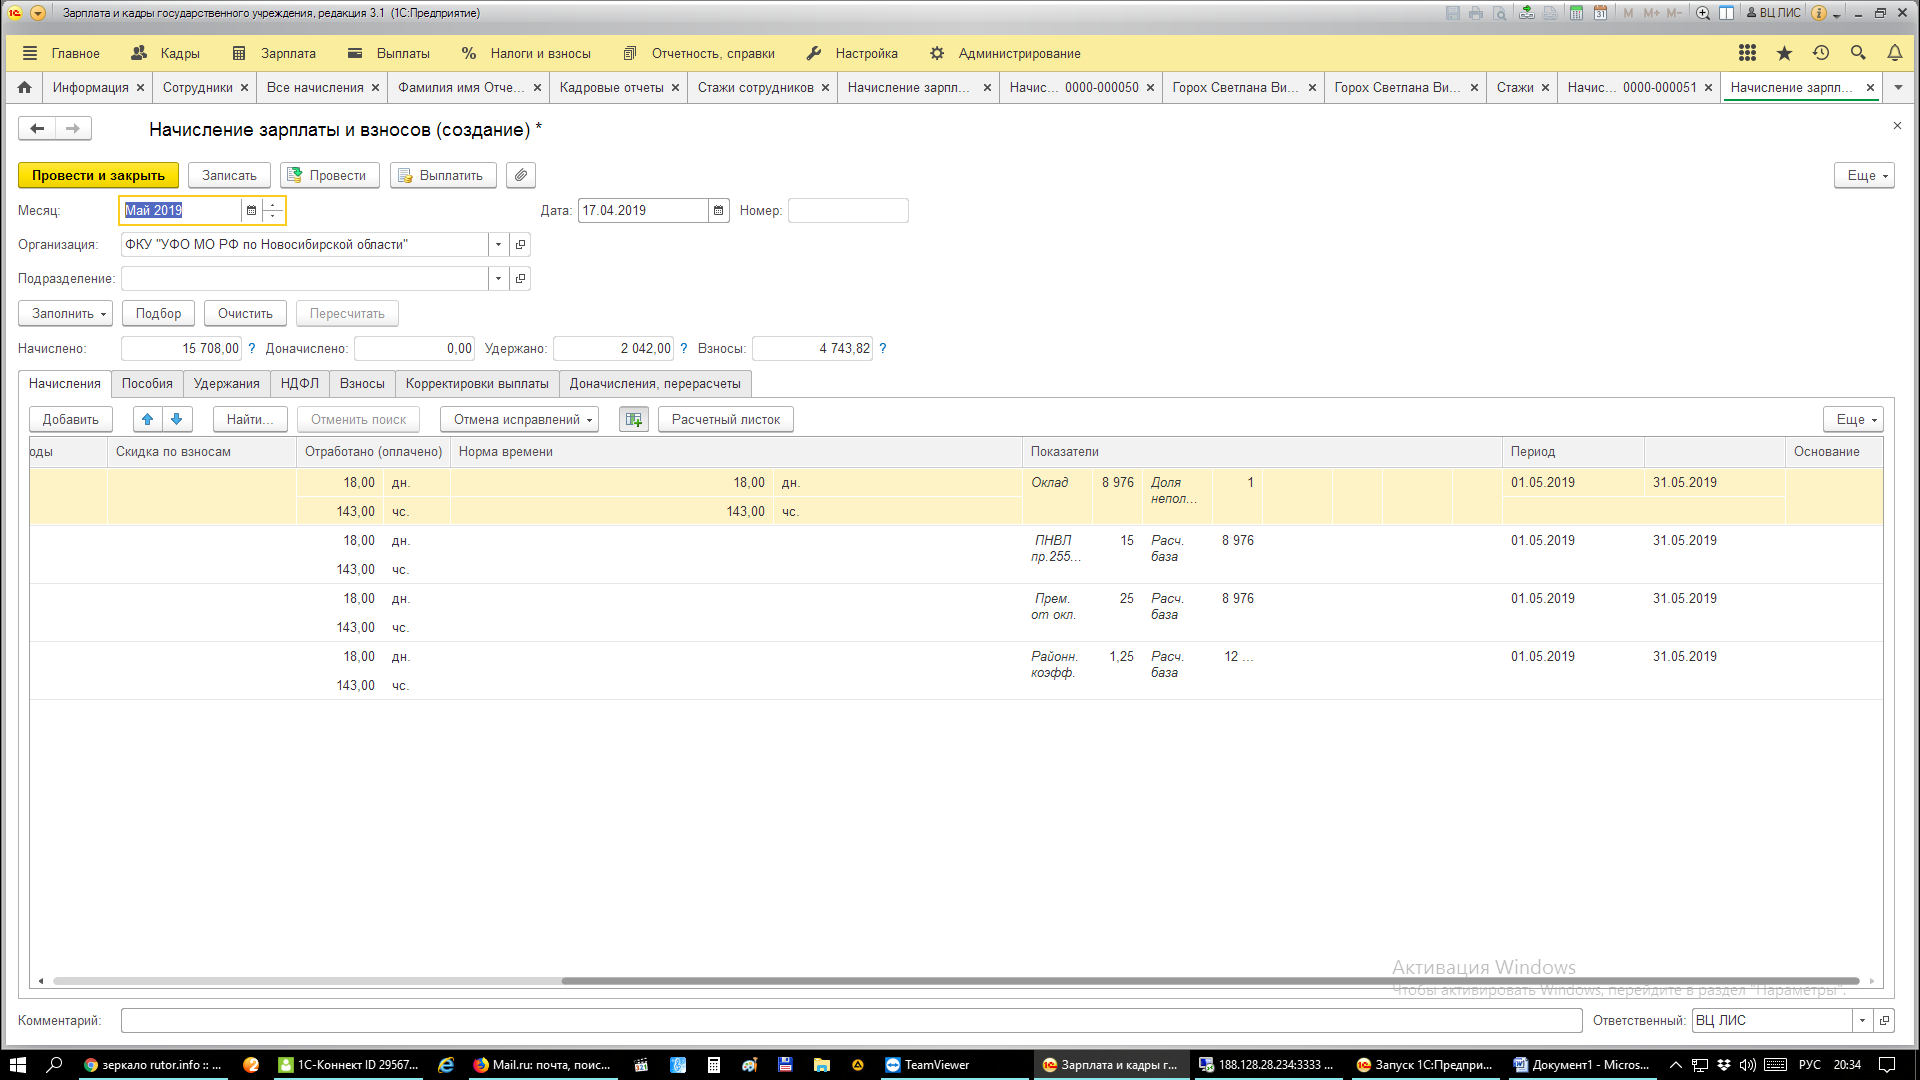 Зарплата и кадры государственного учреждения, редакция 3.1 (1С:Предприятие)
M M+ M- ВЦ ЛИС
Главное Кадры Зарплата Выплаты Налоги и взносы Отчетность, справки Настройка Администрирование
Информация × Сотрудники × Все начисления × Фамилия имя Отче... × Кадровые отчеты × Стажи сотрудников × Начисление зарпл... × Начис... 0000-000050 × Горох Светлана Ви... × Горох Светлана Ви... × Стажи × Начис... 0000-000051 × Начисление зарпл... ×
Начисление зарплаты и взносов (создание) *
Провести и закрыть Записать Провести Выплатить Еще
Месяц: Май 2019 Дата: 17.04.2019 Номер:
Организация: ФКУ "УФО МО РФ по Новосибирской области"
Подразделение:
Заполнить Подбор Очистить Пересчитать
Начислено: 15 708,00 ? Доначислено: 0,00 Удержано: 2 042,00 ? Взносы: 4 743,82 ?
Начисления Пособия Удержания НДФЛ Взносы Корректировки выплаты Доначисления, перерасчеты
Добавить Найти... Отменить поиск Отмена исправлений Расчетный листок Еще
оды Скидка по взносам Отработано (оплачено) Норма времени Показатели Период Основание
18,00 дн. 18,00 дн. Оклад 8 976 Доля непол... 1 01.05.2019 31.05.2019
143,00 чс. 143,00 чс.
18,00 дн. ПНВЛ пр.255... 15 Расч. база 8 976 01.05.2019 31.05.2019
143,00 чс.
18,00 дн. Прем. от окл. 25 Расч. база 8 976 01.05.2019 31.05.2019
143,00 чс.
18,00 дн. Районн. коэфф. 1,25 Расч. база 12 ... 01.05.2019 31.05.2019
143,00 чс.
Активация Windows
Чтобы активировать Windows, перейдите в раздел "Параметры".
Комментарий: Ответственный: ВЦ ЛИС
зеркало rutor.info :: ... 1С-Коннект ID 29567... Mail.ru: почта, поис... TeamViewer Зарплата и кадры г... 188.128.28.234:3333 ... Запуск 1С:Предпри... Документ1 - Micros... РУС 20:34